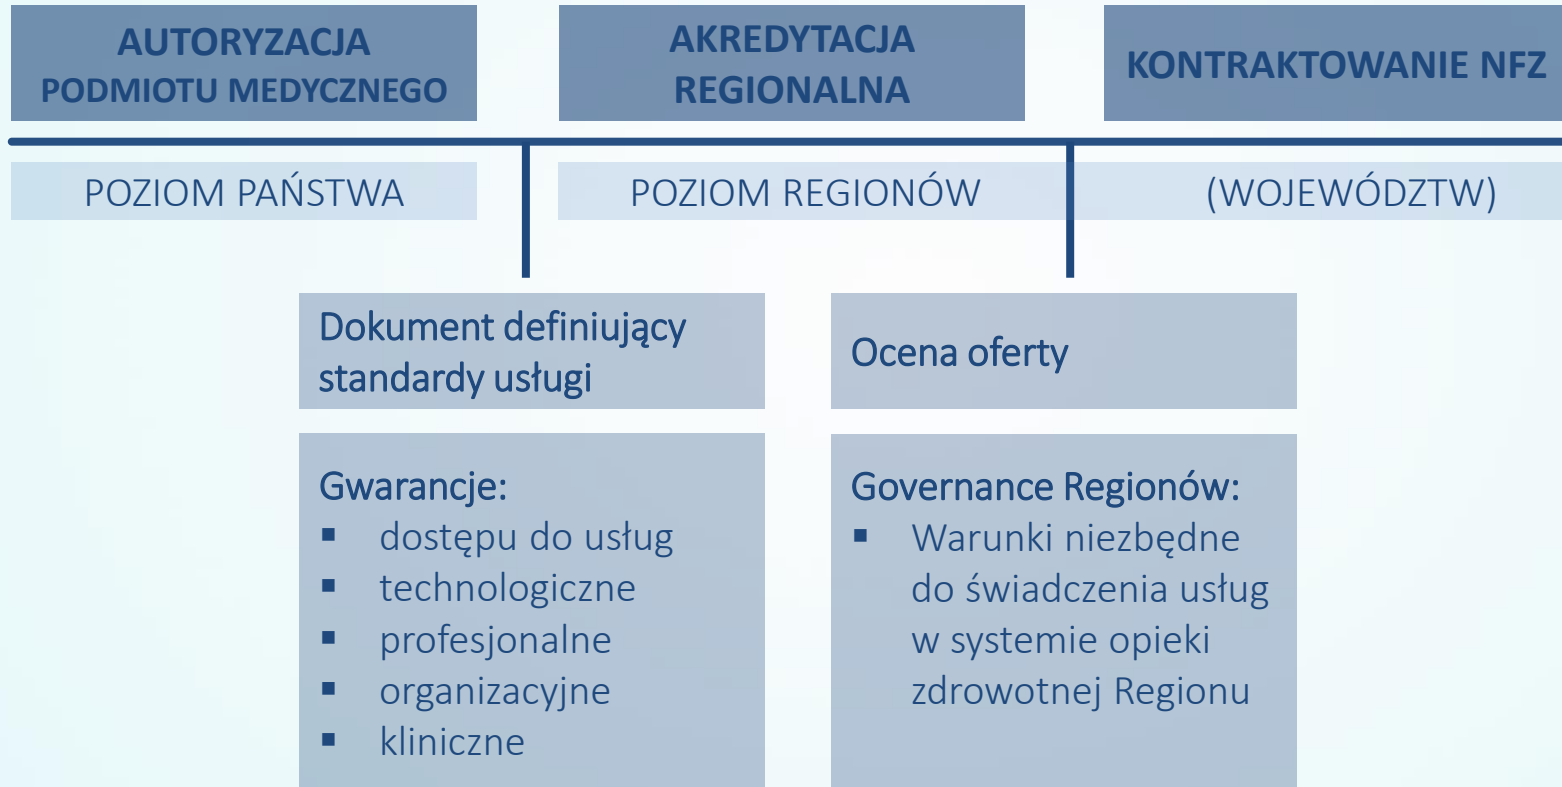 AUTORYZACJA
PODMIOTU MEDYCZNEGO
AKREDYTACJA
REGIONALNA
KONTRAKTOWANIE NFZ
POZIOM PAŃSTWA
POZIOM REGIONÓW
(WOJEWÓDZTW)
Dokument definiujący
standardy usługi
Ocena oferty
Gwarancje:
▪ dostępu do usług
▪ technologiczne
▪ profesjonalne
▪ organizacyjne
▪ kliniczne
Governance Regionów:
▪ Warunki niezbędne
do świadczenia usług
w systemie opieki
zdrowotnej Regionu